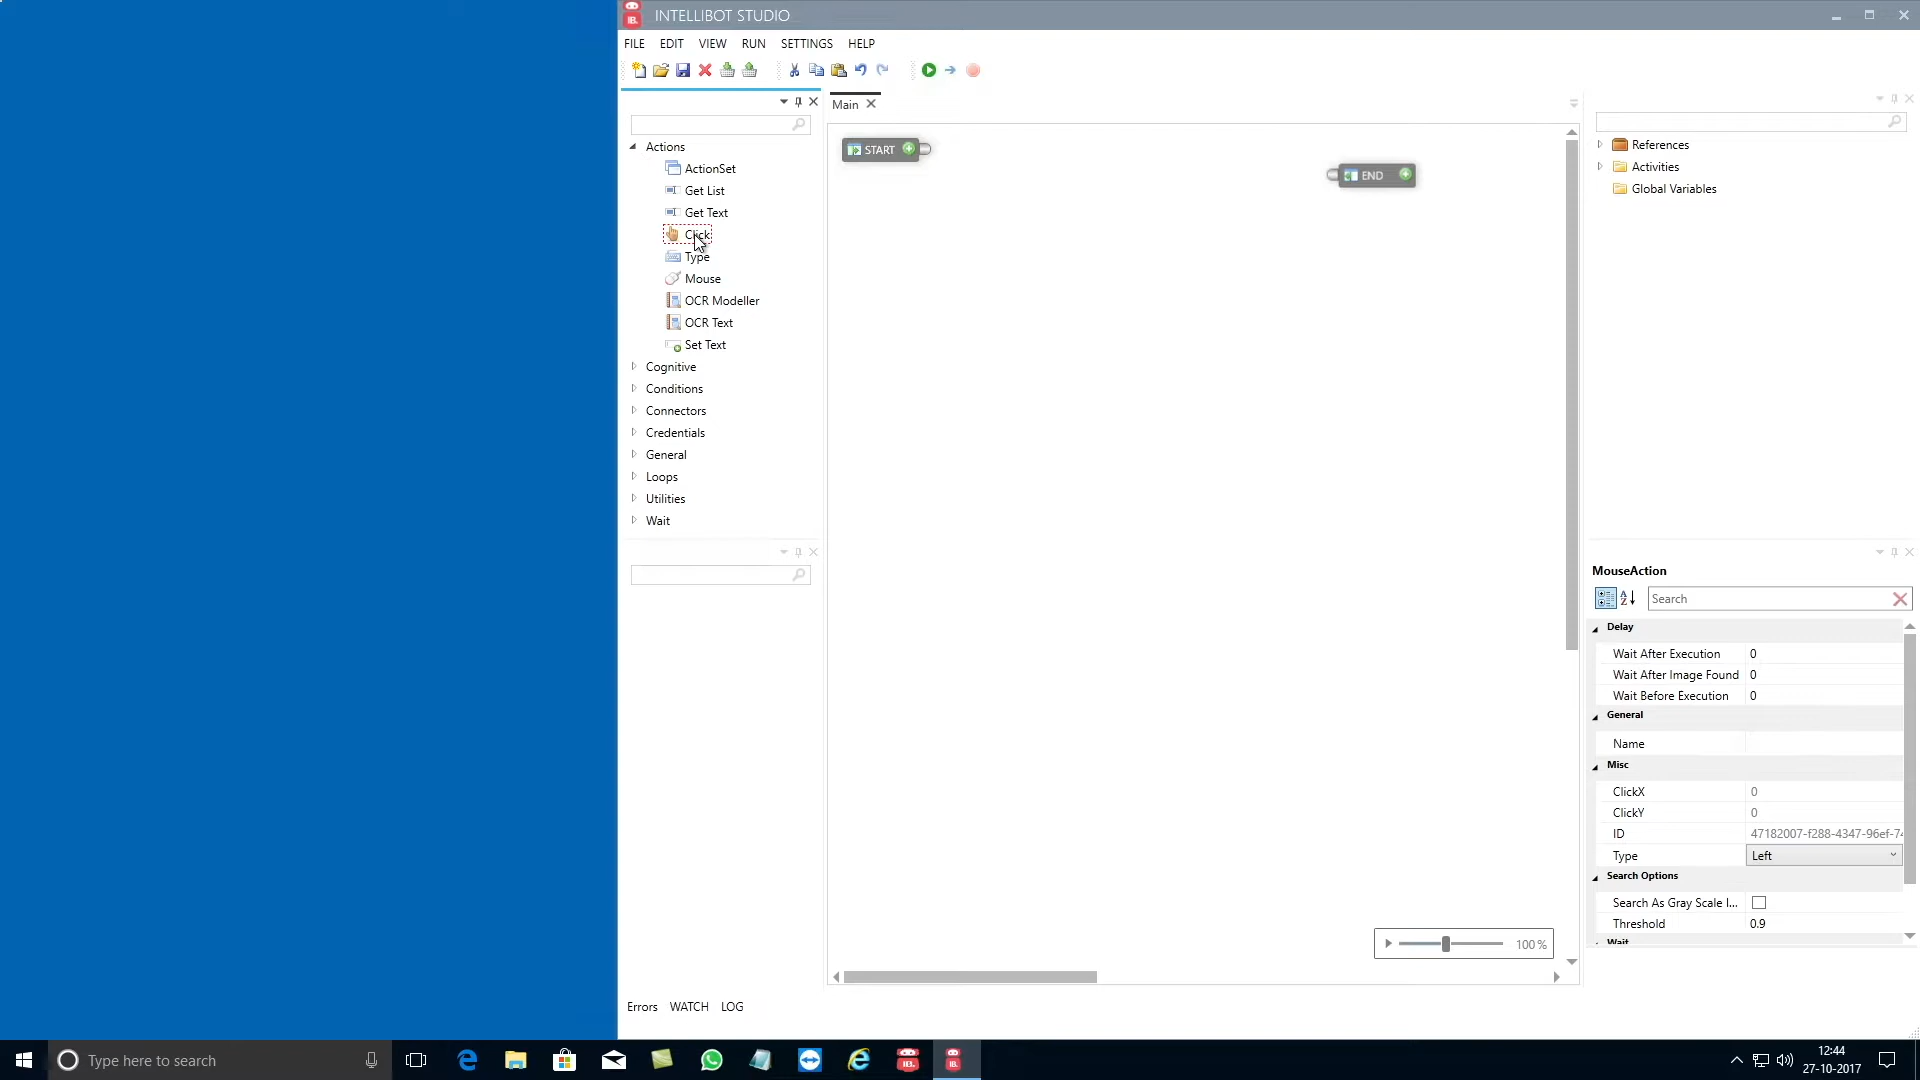 INTELLIBOT STUDIO
FILE EDIT VIEW RUN SETTINGS HELP
Main
Actions
ActionSet
Get List
Get Text
Click
Type
Mouse
OCR Modeller
OCR Text
Set Text
Cognitive
Conditions
Connectors
Credentials
General
Loops
Utilities
Wait
START
END
100 %
References
Activities
Global Variables
MouseAction
Search
Delay
Wait After Execution 0
Wait After Image Found 0
Wait Before Execution 0
General
Name
Misc
ClickX 0
ClickY 0
ID 47182007-f288-4347-96ef-74
Type Left
Search Options
Search As Gray Scale I...
Threshold 0.9
Wait
Errors WATCH LOG
Type here to search
12:44
27-10-2017